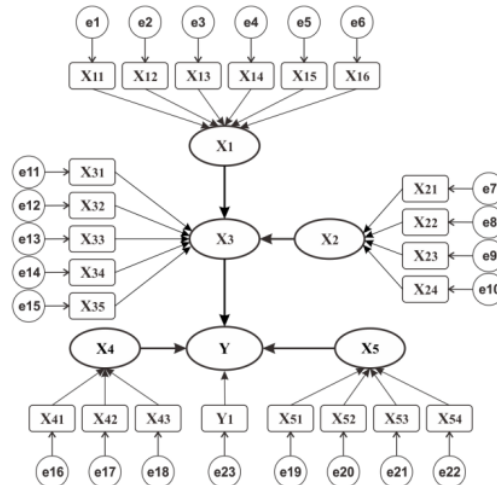 e1 e2 e3 e4 e5 e6
X11 X12 X13 X14 X15 X16
X1
e11 X31
e12 X32
e13 X33
e14 X34
e15 X35
X3 X2
X21 e7
X22 e8
X23 e9
X24 e10
X4 Y X5
X41 X42 X43 Y1 X51 X52 X53 X54
e16 e17 e18 e23 e19 e20 e21 e22